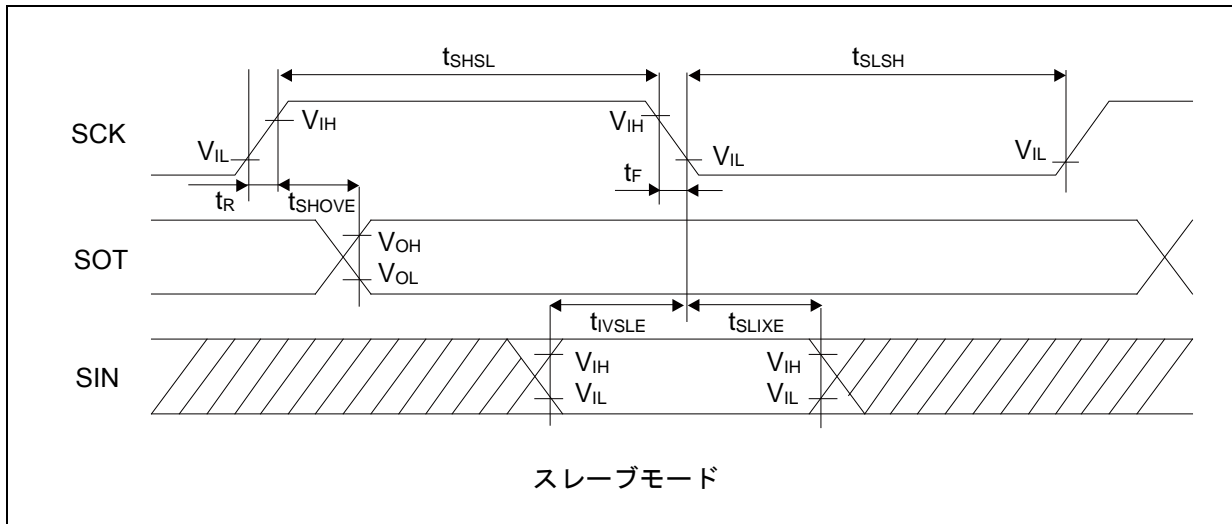 tSHSL tSLSH
SCK VIL VIH VIH VIL VIL
tR tSHOVE tF
SOT VOH
VOL
tIVSLE tSLIXE
SIN VIH VIH
VIL VIL
スレーブモード